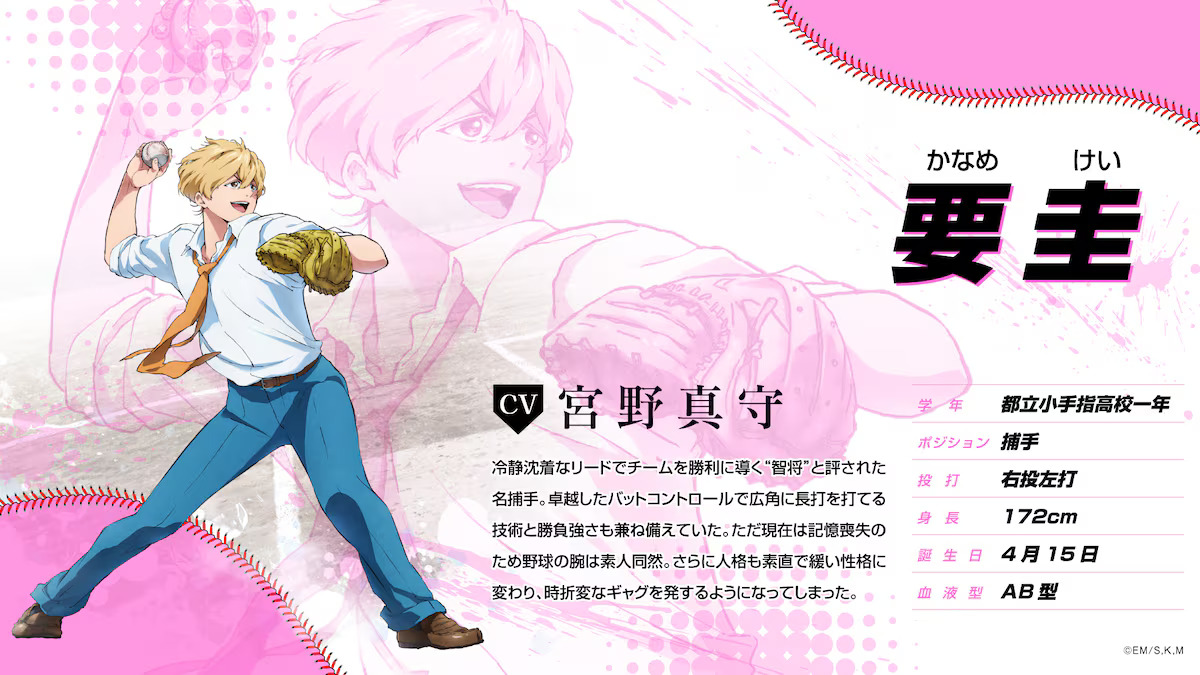 かなめ けい
要 圭
CV 宮野真守
冷静沈着なリードでチームを勝利に導く“智将”と評された
名捕手。卓越したバットコントロールで広角に長打を打てる
技術と勝負強さも兼ね備えていた。ただ現在は記憶喪失の
ため野球の腕は素人同然。さらに人格も素直で緩い性格に
変わり、時折変なギャグを発するようになってしまった。
学年 都立小手指高校一年
ポジション 捕手
投打 右投左打
身長 172cm
誕生日 4月15日
血液型 AB型
©EM/S,K,M